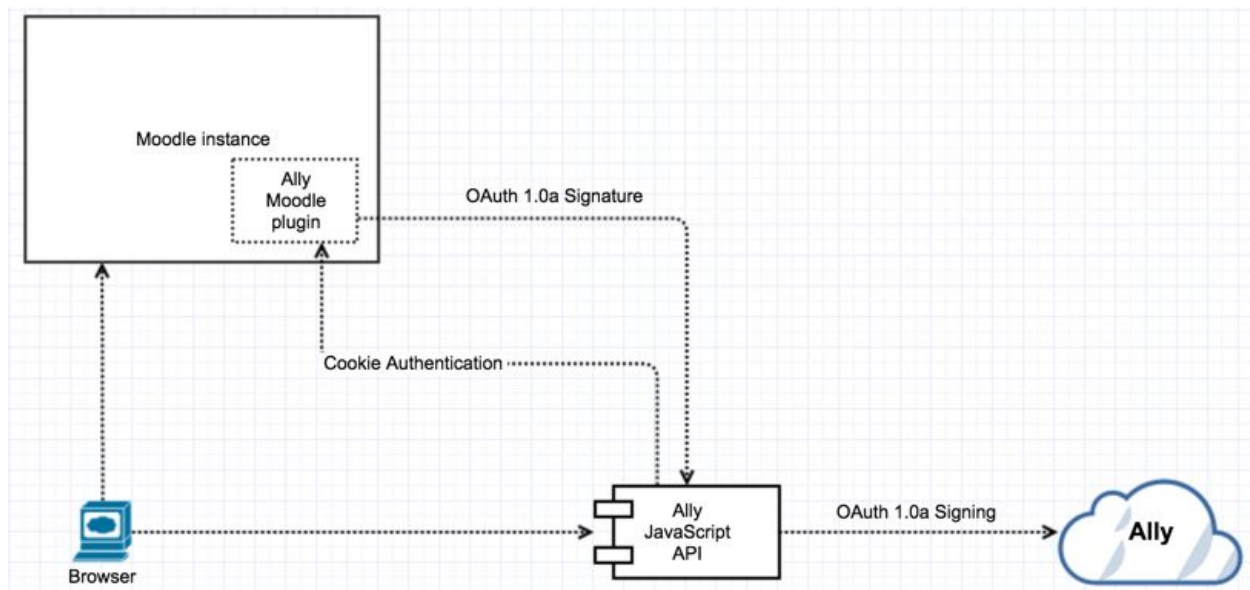 Moodle instance
Ally
Moodle
plugin
OAuth 1.0a Signature
Cookie Authentication
Ally
JavaScript
API
OAuth 1.0a Signing
Ally
Browser